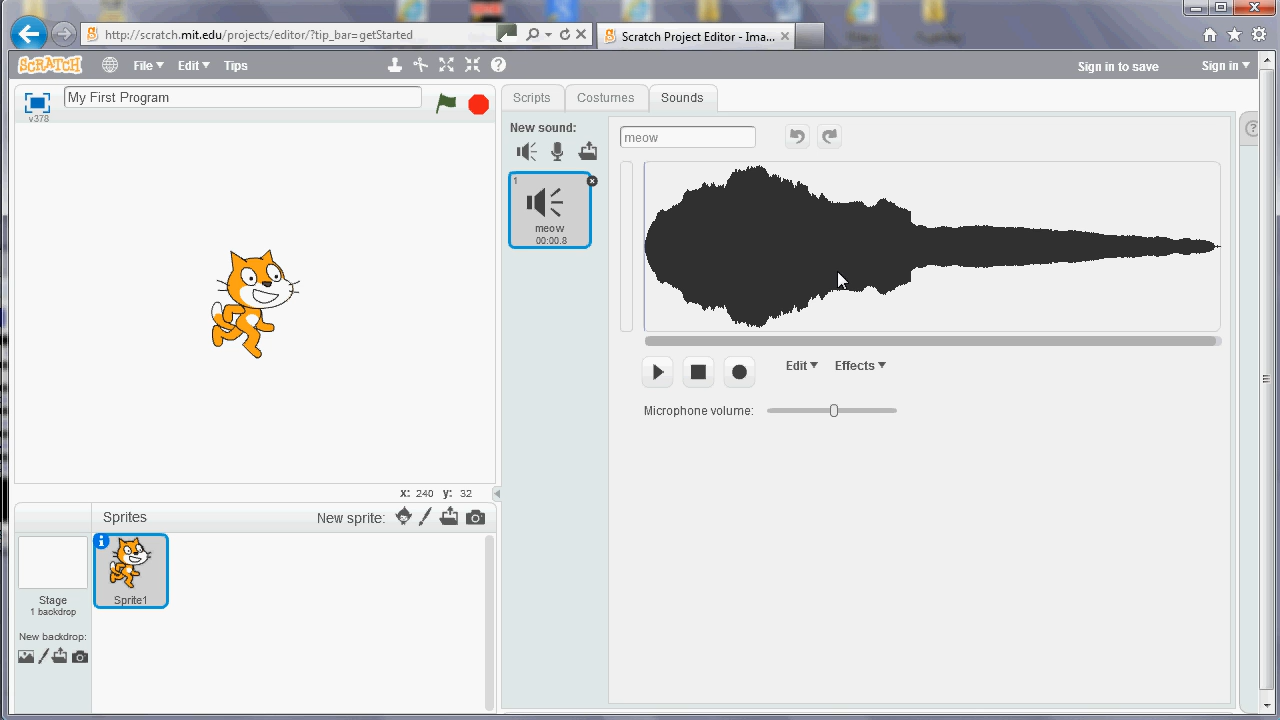 http://scratch.mit.edu/projects/editor/?tip_bar=getStarted
Scratch Project Editor - Ima...
SCRATCH File Edit Tips Sign in to save Sign in
v378 My First Program
Scripts Costumes Sounds
New sound:
1
meow
00:00.8
meow
Edit Effects
Microphone volume:
x: 240 y: 32
Sprites New sprite:
Stage
1 backdrop
New backdrop:
Sprite1